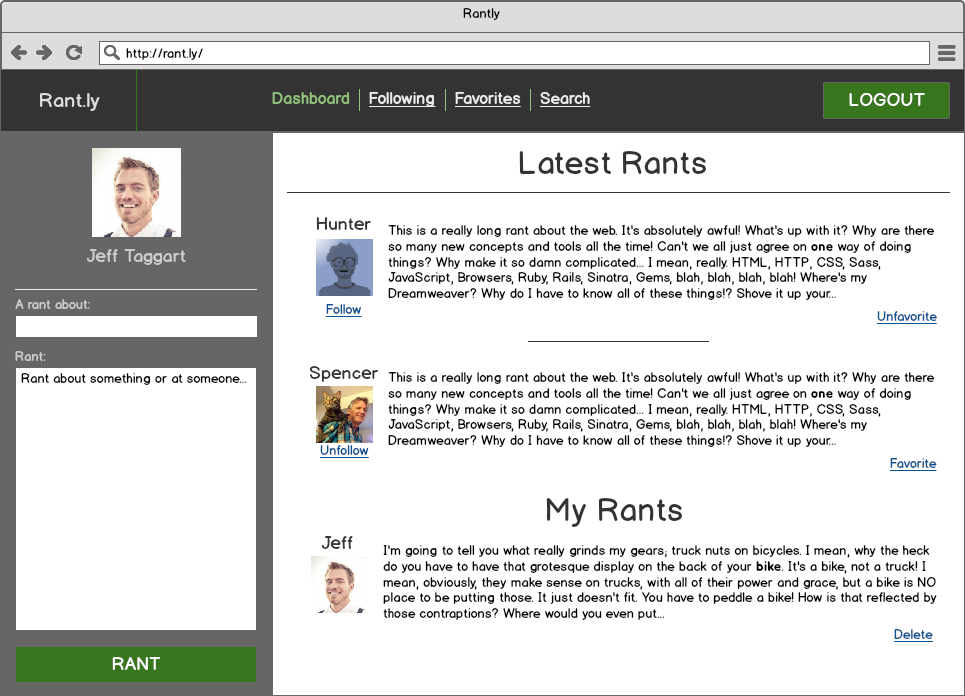 Rantly
http://rant.ly/
Rant.ly
Dashboard
Following
Favorites
Search
LOGOUT
Jeff Taggart
A rant about:
Rant:
Rant about something or at someone...
RANT
Latest Rants
Hunter
Follow
This is a really long rant about the web. It's absolutely awful! What's up with it? Why are there
so many new concepts and tools all the time! Can't we all just agree on one way of doing
things? Why make it so damn complicated... I mean, really. HTML, HTTP, CSS, Sass,
JavaScript, Browsers, Ruby, Rails, Sinatra, Gems, blah, blah, blah, blah! Where's my
Dreamweaver? Why do I have to know all of these things!? Shove it up your...
Unfavorite
Spencer
Unfollow
This is a really long rant about the web. It's absolutely awful! What's up with it? Why are there
so many new concepts and tools all the time! Can't we all just agree on one way of doing
things? Why make it so damn complicated... I mean, really. HTML, HTTP, CSS, Sass,
JavaScript, Browsers, Ruby, Rails, Sinatra, Gems, blah, blah, blah, blah! Where's my
Dreamweaver? Why do I have to know all of these things!? Shove it up your...
Favorite
My Rants
Jeff
I'm going to tell you what really grinds my gears; truck nuts on bicycles. I mean, why the heck
do you have to have that grotesque display on the back of your bike. It's a bike, not a truck! I
mean, obviously, they make sense on trucks, with all of their power and grace, but a bike is NO
place to be putting those. It just doesn't fit. You have to peddle a bike! How is that reflected by
those contraptions? Where would you even put...
Delete